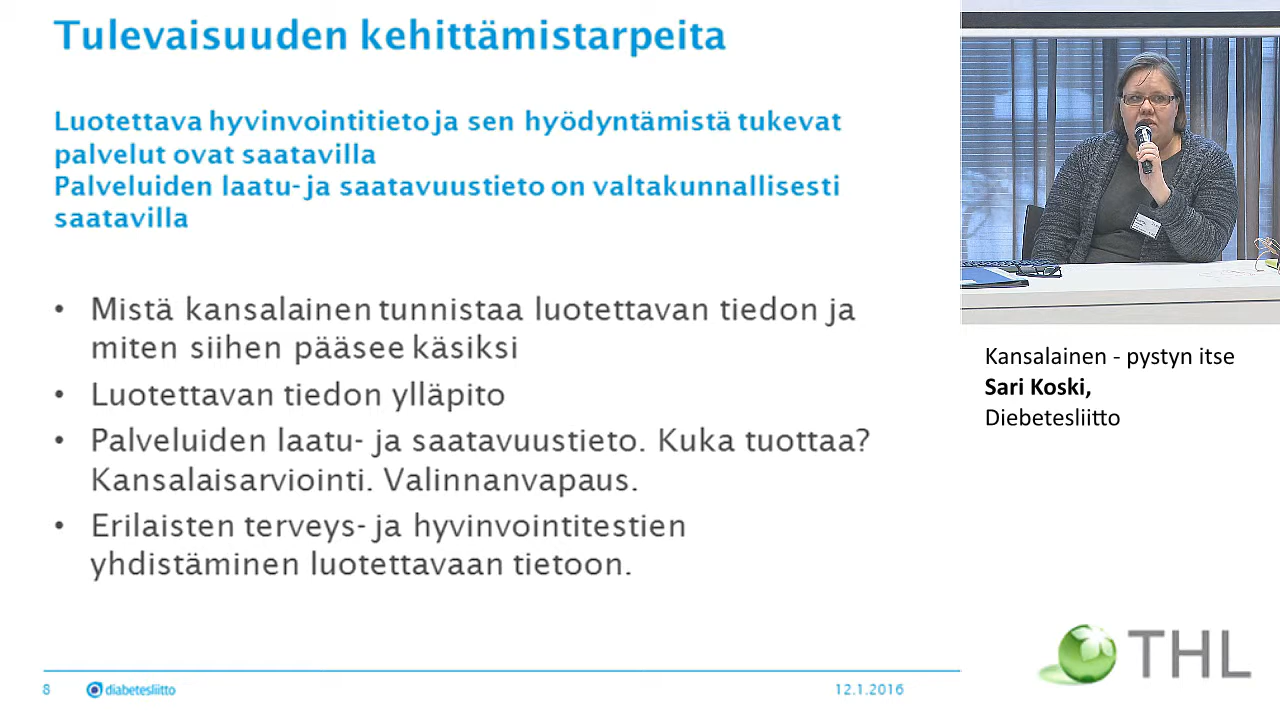 Tulevaisuuden kehittämistarpeita
Luotettava hyvinvointitieto ja sen hyödyntämistä tukevat
palvelut ovat saatavilla
Palveluiden laatu- ja saatavuustieto on valtakunnallisesti
saatavilla
• Mistä kansalainen tunnistaa luotettavan tiedon ja
miten siihen pääsee käsiksi
• Luotettavan tiedon ylläpito
• Palveluiden laatu- ja saatavuustieto. Kuka tuottaa?
Kansalaisarviointi. Valinnanvapaus.
• Erilaisten terveys- ja hyvinvointitestien
yhdistäminen luotettavaan tietoon.
8
diabetesliitto
12.1.2016
Kansalainen - pystyn itse
Sari Koski,
Diebetesliitto
THL